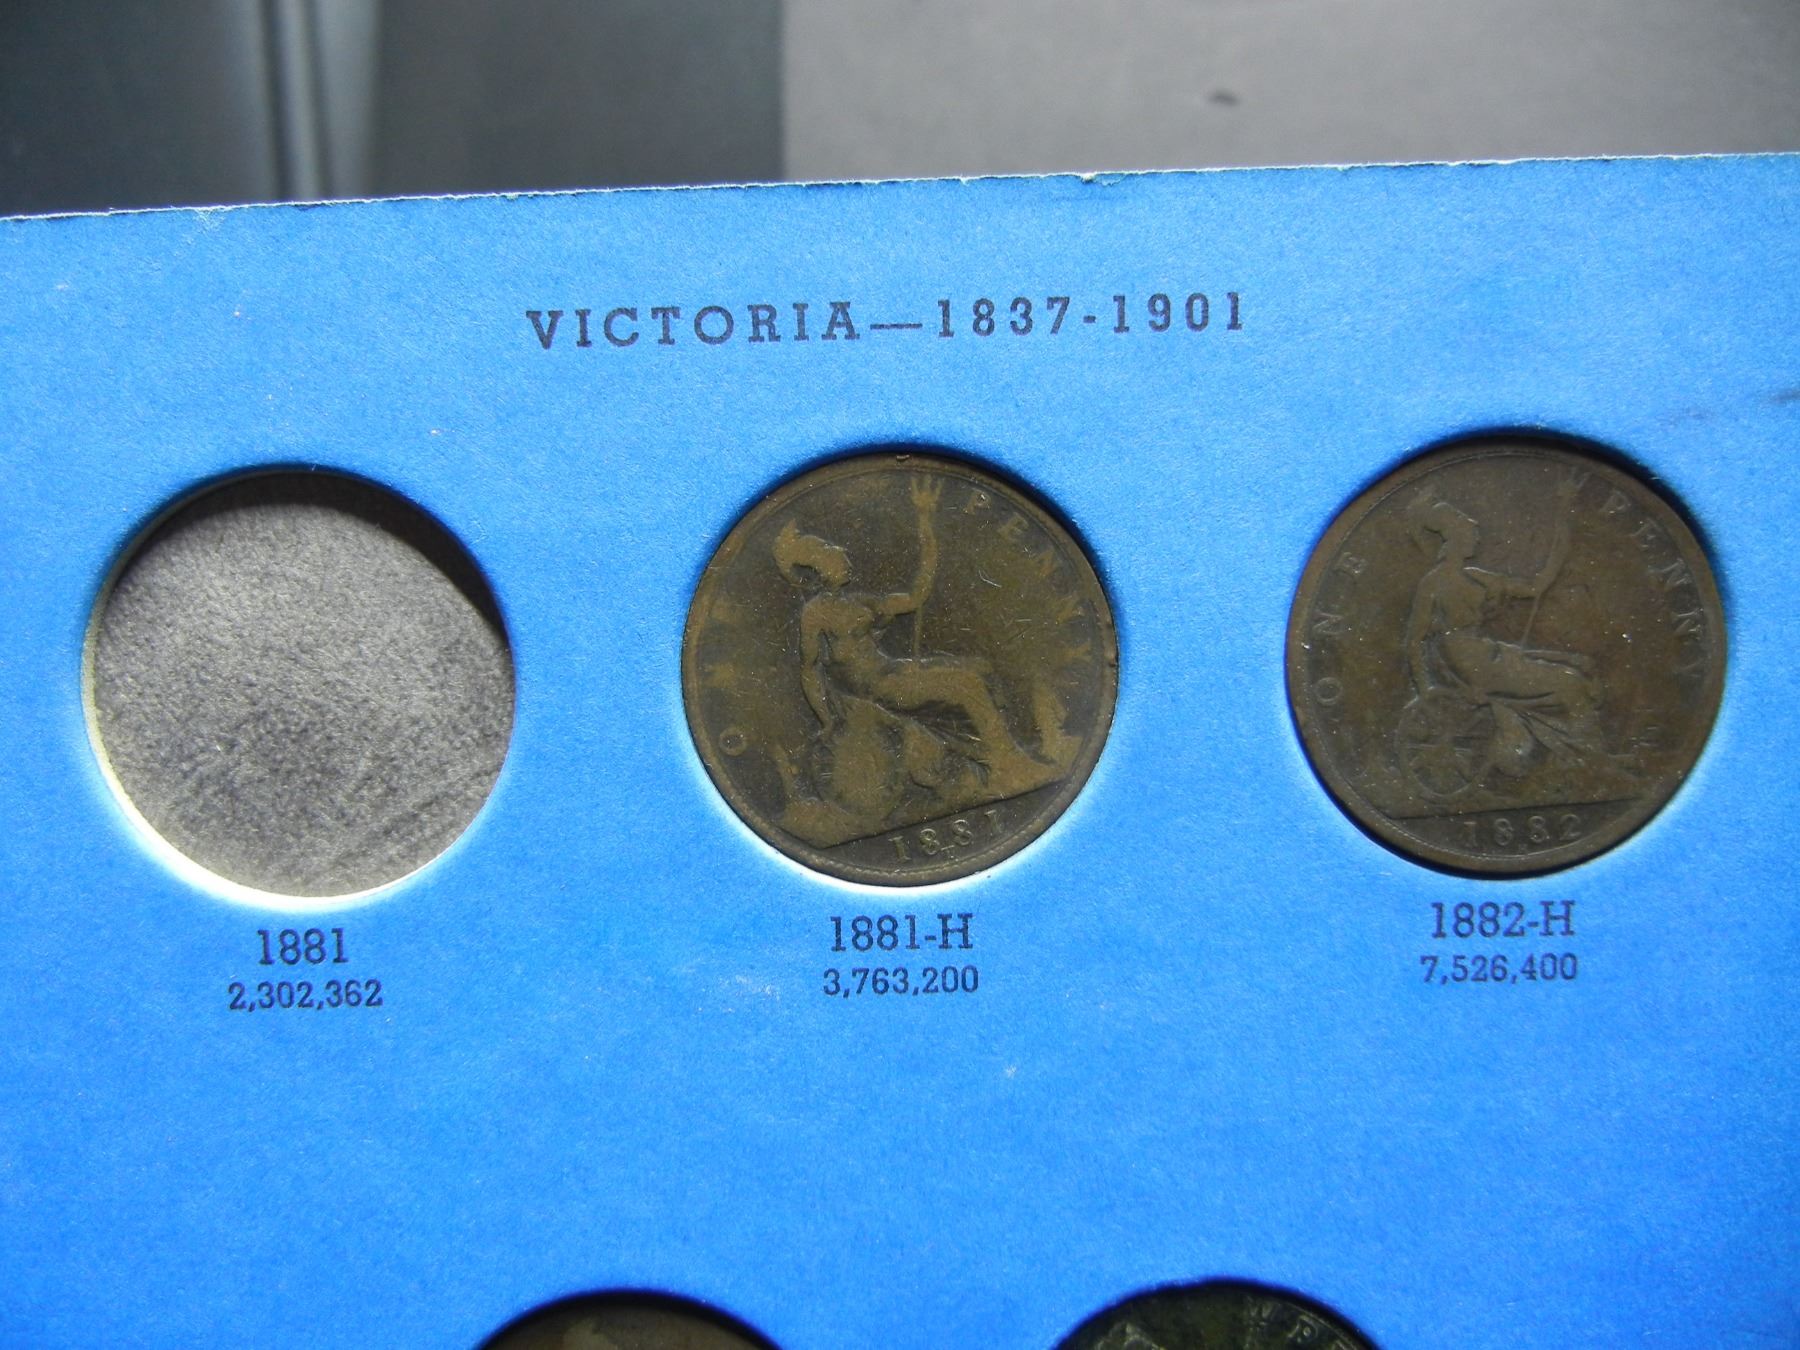 VICTORIA—1837-1901
ONE PENNY
1881
H
ONE PENNY
1882
1881
2,302,362
1881-H
3,763,200
1882-H
7,526,400